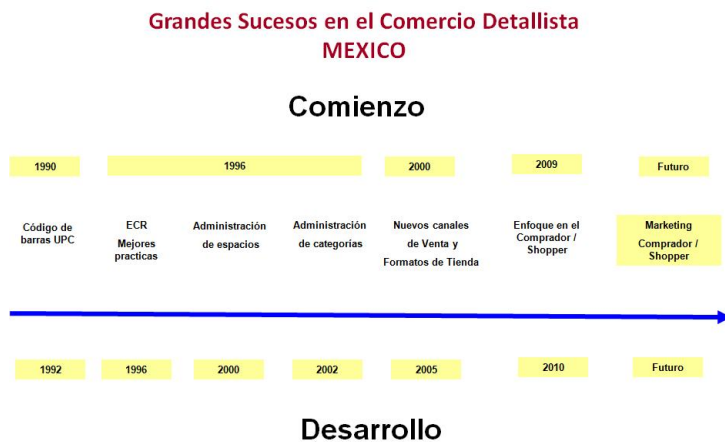 Grandes Sucesos en el Comercio Detallista
MEXICO
Comienzo
1990
1996
2000
2009
Futuro
Código de
barras UPC
ECR
Mejores
practicas
Administración
de espacios
Administración
de categorías
Nuevos canales
de Venta y
Formatos de Tienda
Enfoque en el
Comprador /
Shopper
Marketing
Comprador /
Shopper
1992
1996
2000
2002
2005
2010
Futuro
Desarrollo